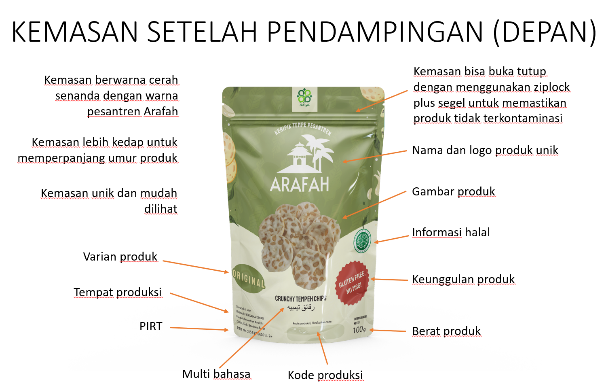 KEMASAN SETELAH PENDAMPINGAN (DEPAN)
Kemasan berwarna cerah
senanda dengan warna
pesantren Arafah
Kemasan lebih kedap untuk
memperpanjang umur produk
Kemasan unik dan mudah
dilihat
Varian produk
Tempat produksi
PIRT
Multi bahasa
Kode produksi
Kemasan bisa buka tutup
dengan menggunakan ziplock
plus segel untuk memastikan
produk tidak terkontaminasi
Nama dan logo produk unik
Gambar produk
Informasi halal
Keunggulan produk
Berat produk
ARAFAH
ORIGINAL
GLUTEN FREE
CRUNCHY TEMPEH CHIPS
100g